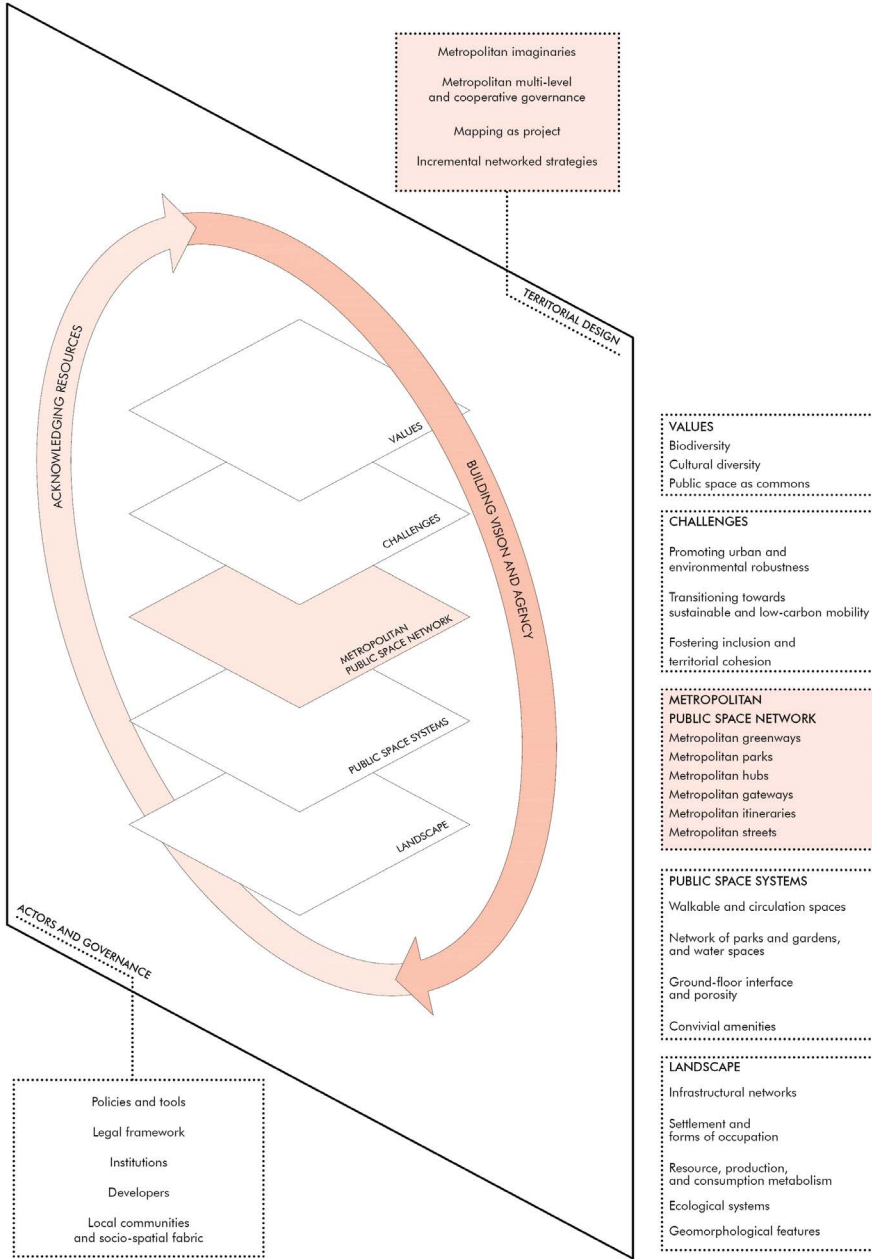 Metropolitan imaginaries
Metropolitan multi-level
and cooperative governance
Mapping as project
Incremental networked strategies
TERRITORIAL DESIGN
ACKNOWLEDGING RESOURCES
BUILDING VISION AND AGENCY
VALUES
CHALLENGES
METROPOLITAN
PUBLIC SPACE NETWORK
PUBLIC SPACE SYSTEMS
LANDSCAPE
ACTORS AND GOVERNANCE
Policies and tools
Legal framework
Institutions
Developers
Local communities
and socio-spatial fabric
VALUES
Biodiversity
Cultural diversity
Public space as commons
CHALLENGES
Promoting urban and
environmental robustness
Transitioning towards
sustainable and low-carbon mobility
Fostering inclusion and
territorial cohesion
METROPOLITAN
PUBLIC SPACE NETWORK
Metropolitan greenways
Metropolitan parks
Metropolitan hubs
Metropolitan gateways
Metropolitan itineraries
Metropolitan streets
PUBLIC SPACE SYSTEMS
Walkable and circulation spaces
Network of parks and gardens,
and water spaces
Ground-floor interface
and porosity
Convivial amenities
LANDSCAPE
Infrastructural networks
Settlement and
forms of occupation
Resource, production,
and consumption metabolism
Ecological systems
Geomorphological features